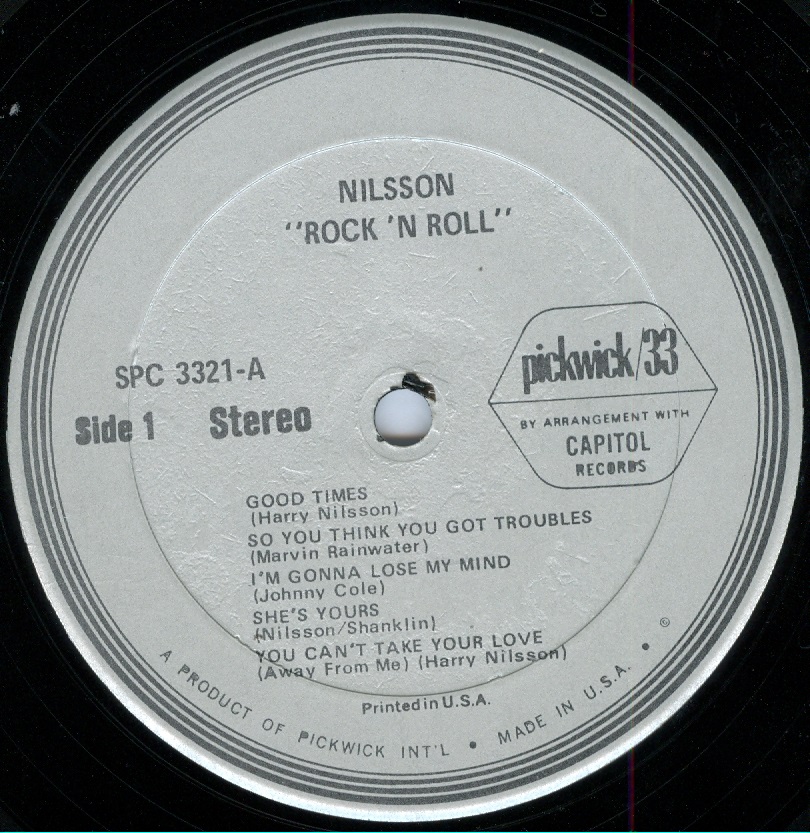 NILSSON
"ROCK 'N ROLL"
pickwick/33
BY ARRANGEMENT WITH
CAPITOL
RECORDS
SPC 3321-A
Side 1 Stereo
GOOD TIMES
(Harry Nilsson)
SO YOU THINK YOU GOT TROUBLES
(Marvin Rainwater)
I'M GONNA LOSE MY MIND
(Johnny Cole)
SHE'S YOURS
(Nilsson/Shanklin)
YOU CAN'T TAKE YOUR LOVE
(Away From Me) (Harry Nilsson)
Printed in U.S.A.
A PRODUCT OF PICKWICK INT'L • MADE IN U.S.A. • ©